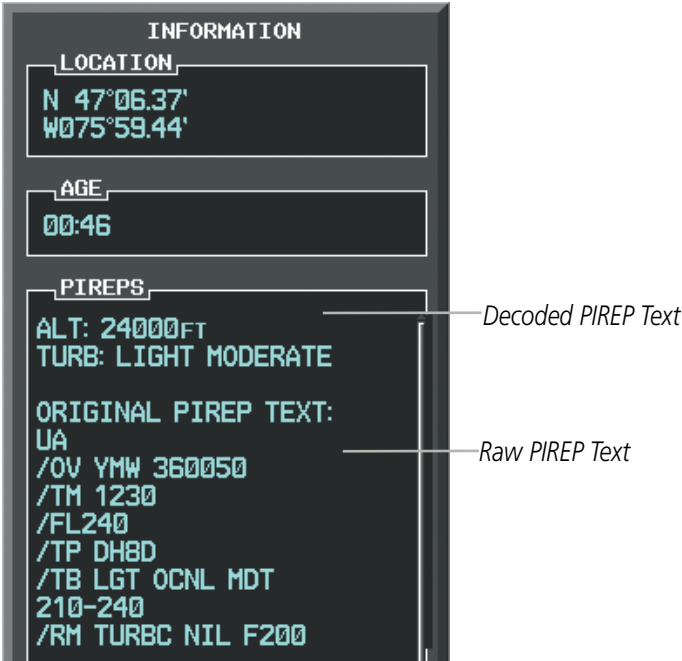 INFORMATION
LOCATION
N 47°06.37'
W075°59.44'
AGE
00:46
PIREPS
ALT: 24000FT
TURB: LIGHT MODERATE
ORIGINAL PIREP TEXT:
UA
/OV YMW 360050
/TM 1230
/FL240
/TP DH8D
/TB LGT OCNL MDT
210-240
/RM TURBC NIL F200
Decoded PIREP Text
Raw PIREP Text